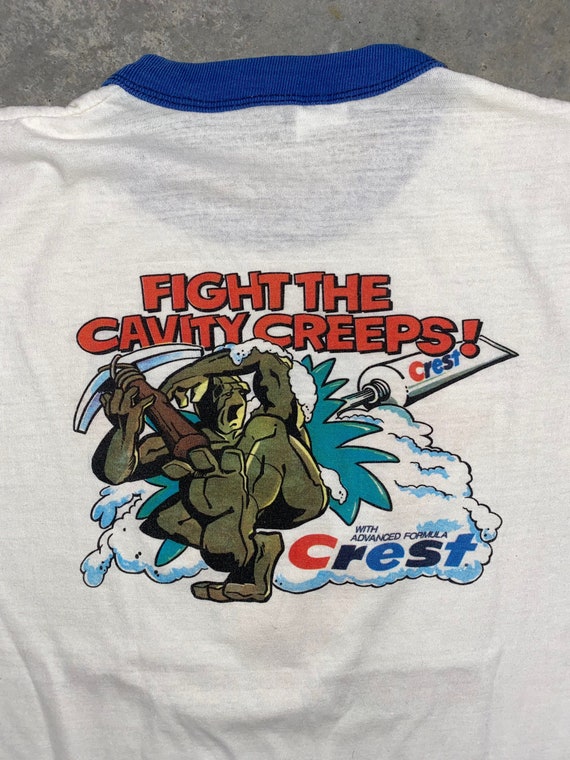 FIGHT THE
CAVITY CREEPS!
Crest
WITH
ADVANCED FORMULA
Crest